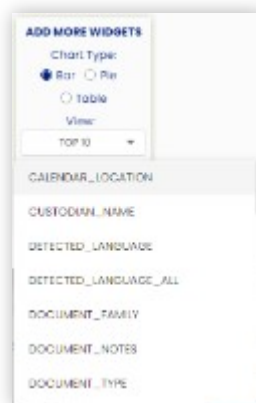 ADD MORE WIDGETS
Chart Type:
Bar Pie
Table
View:
TOP 10
CALENDAR_LOCATION
CUSTODIAN_NAME
DETECTED_LANGUAGE
DETECTED_LANGUAGE_ALL
DOCUMENT_FAMILY
DOCUMENT_NOTES
DOCUMENT_TYPE